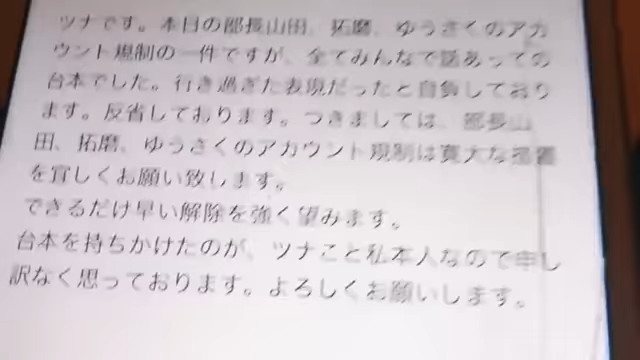 ツナです。本日の部長山田、拓磨、ゆうさくのアカ
ウント規制の一件ですが、全てみんなで話あっての
台本でした。行き過ぎた表現だったと自負しており
ます。反省しております。つきましては、部長山
田、拓磨、ゆうさくのアカウント規制は寛大な措置
を宜しくお願い致します。
できるだけ早い解除を強く望みます。
台本を持ちかけたのが、ツナこと私本人なので申し
訳なく思っております。よろしくお願いします。